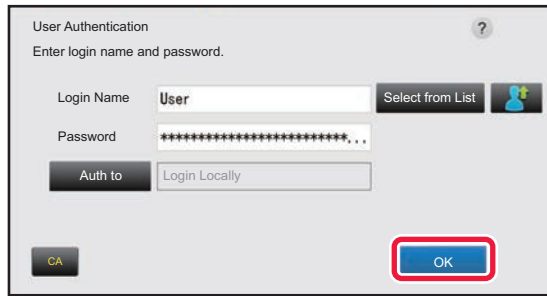 User Authentication
?
Enter login name and password.
Login Name User Select from List
Password **************************...
Auth to Login Locally
CA OK